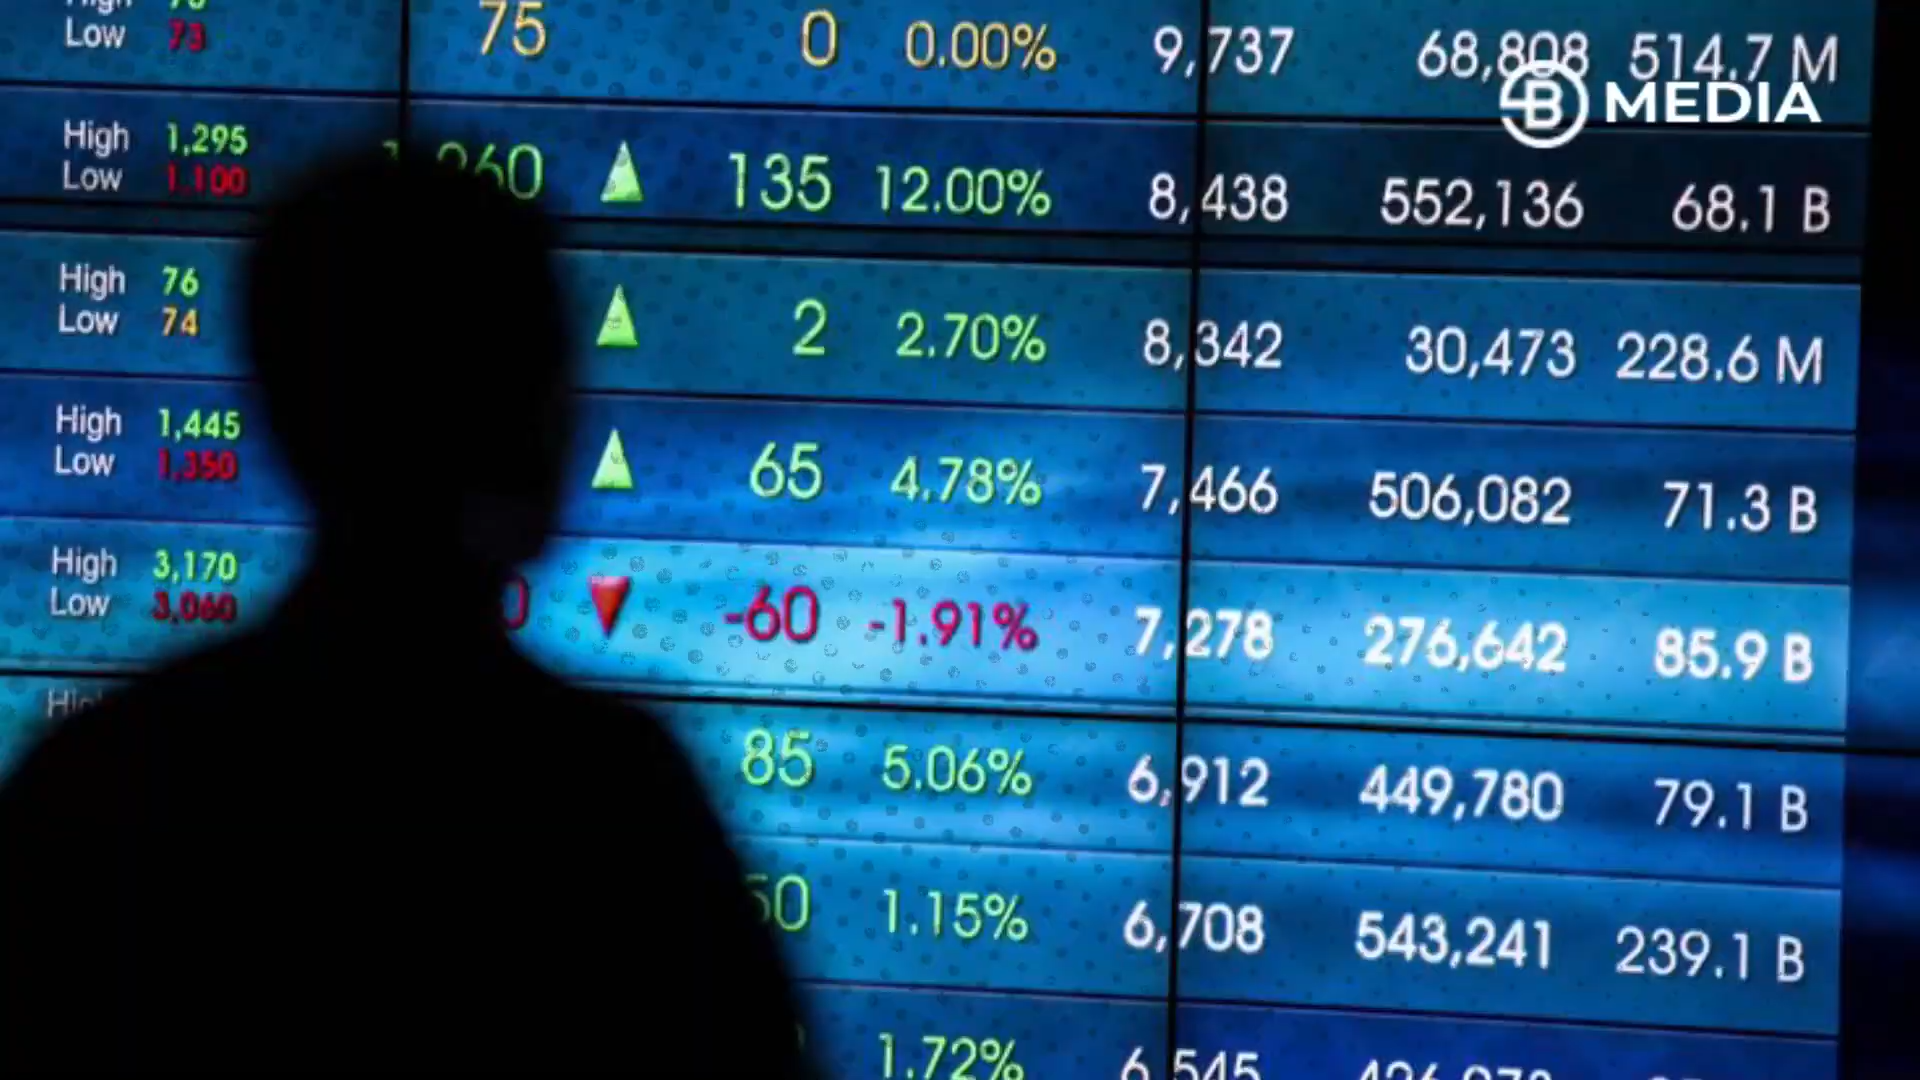 Low 73 75 0 0.00% 9,737 68,808 514.7 M
B MEDIA
High 1,295
Low 1,100 135 12.00% 8,438 552,136 68.1 B
High 76
Low 74 2 2.70% 8,342 30,473 228.6 M
High 1,445
Low 1,350 65 4.78% 7,466 506,082 71.3 B
High 3,170
Low 3,060 -60 -1.91% 7,278 276,642 85.9 B
85 5.06% 6,912 449,780 79.1 B
1.15% 6,708 543,241 239.1 B
1.72% 6,545